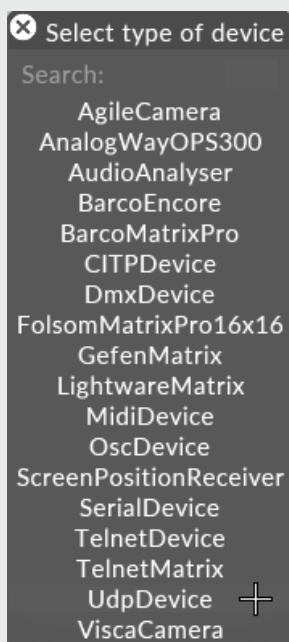 Select type of device
Search:
AgileCamera
AnalogWayOPS300
AudioAnalyser
BarcoEncore
BarcoMatrixPro
CITPDevice
DmxDevice
FolsomMatrixPro16x16
GefenMatrix
LightwareMatrix
MidiDevice
OscDevice
ScreenPositionReceiver
SerialDevice
TelnetDevice
TelnetMatrix
UdpDevice
ViscaCamera